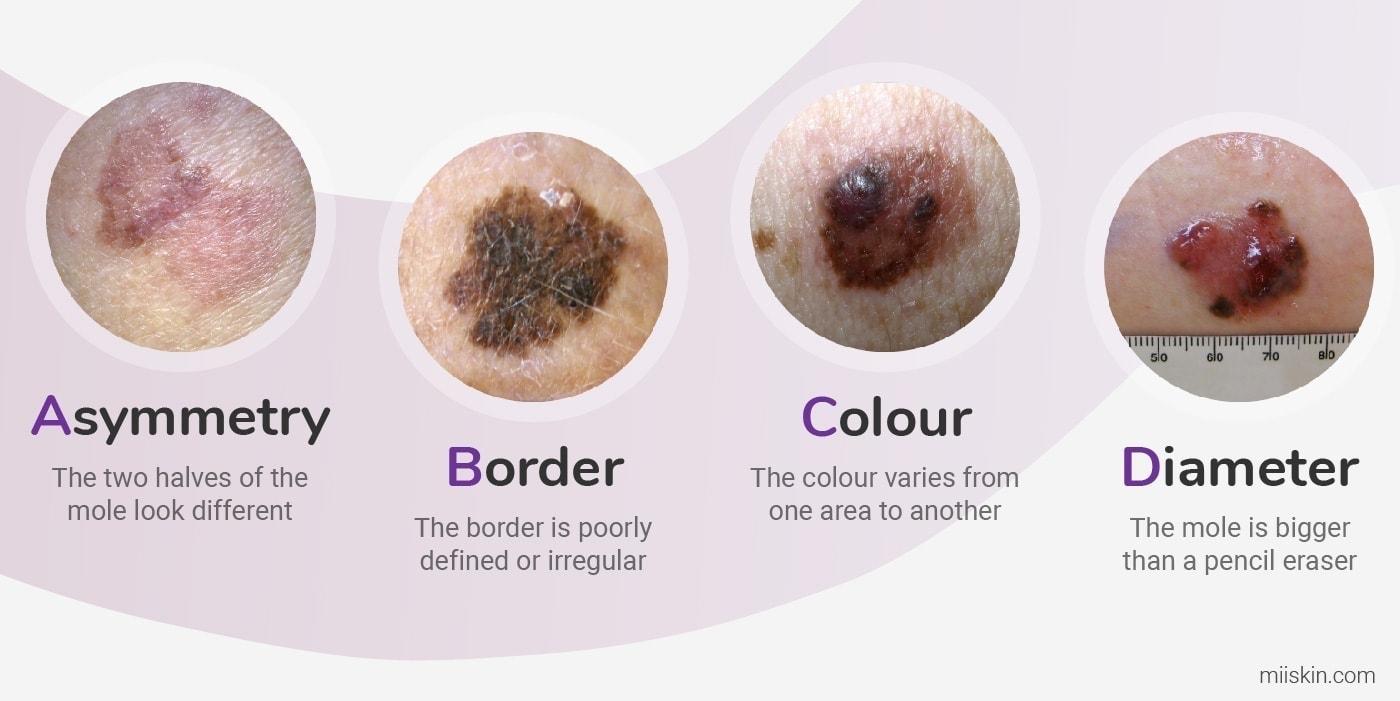 Asymmetry
The two halves of the
mole look different
Border
The border is poorly
defined or irregular
Colour
The colour varies from
one area to another
50 60 70 80
Diameter
The mole is bigger
than a pencil eraser
miiskin.com